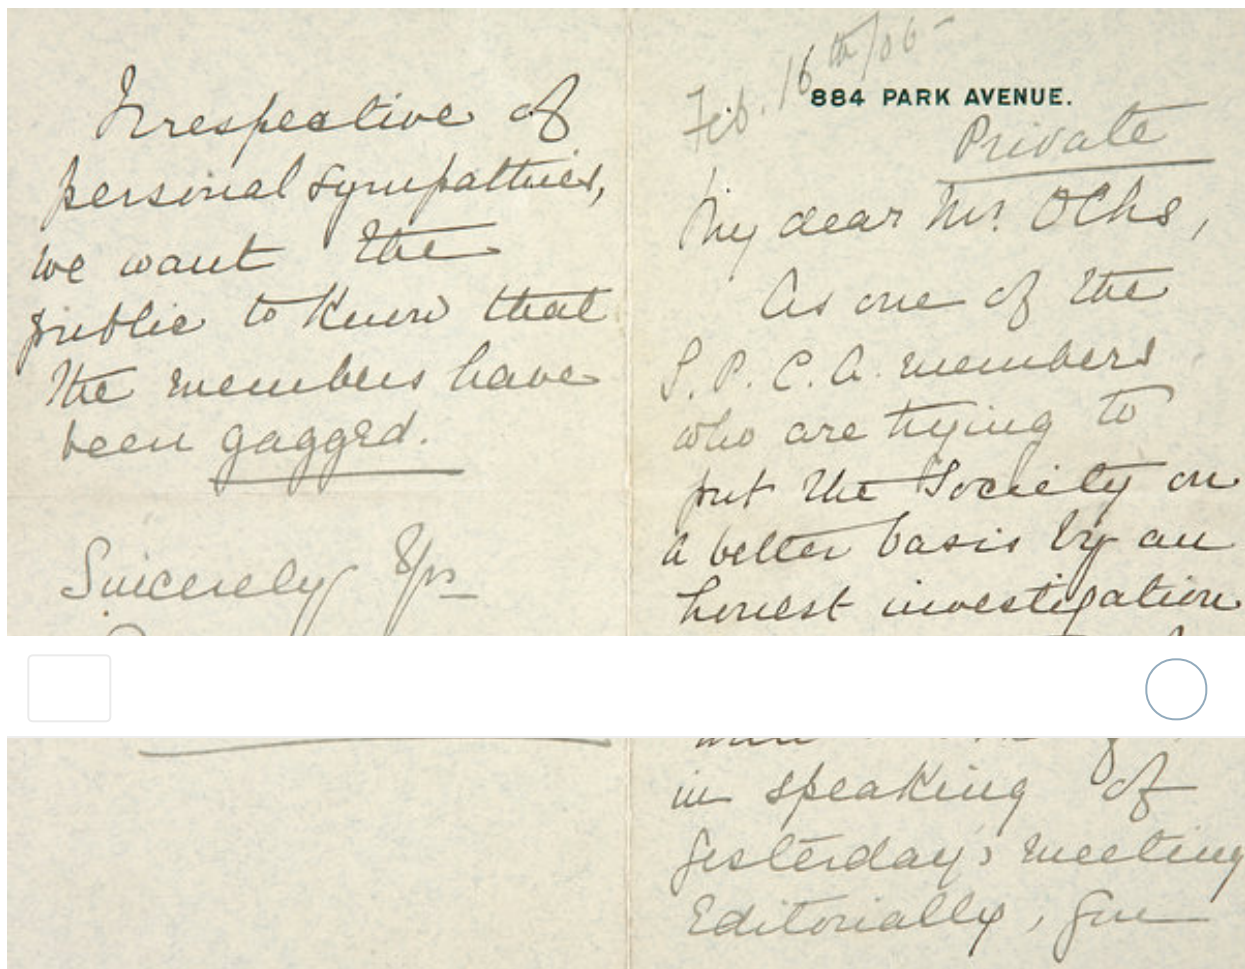 Feb. 16th/06-
884 PARK AVENUE.
Private
My dear Mr. Ochs,
As one of the
S.P.C.A. members
who are trying to
put the Society on
a better basis by an
honest investigation
in speaking of
yesterday's meeting
Editorially,
Irrespective of
personal sympathies,
we want the
public to know that
the members have
been gagged.
Sincerely Yrs